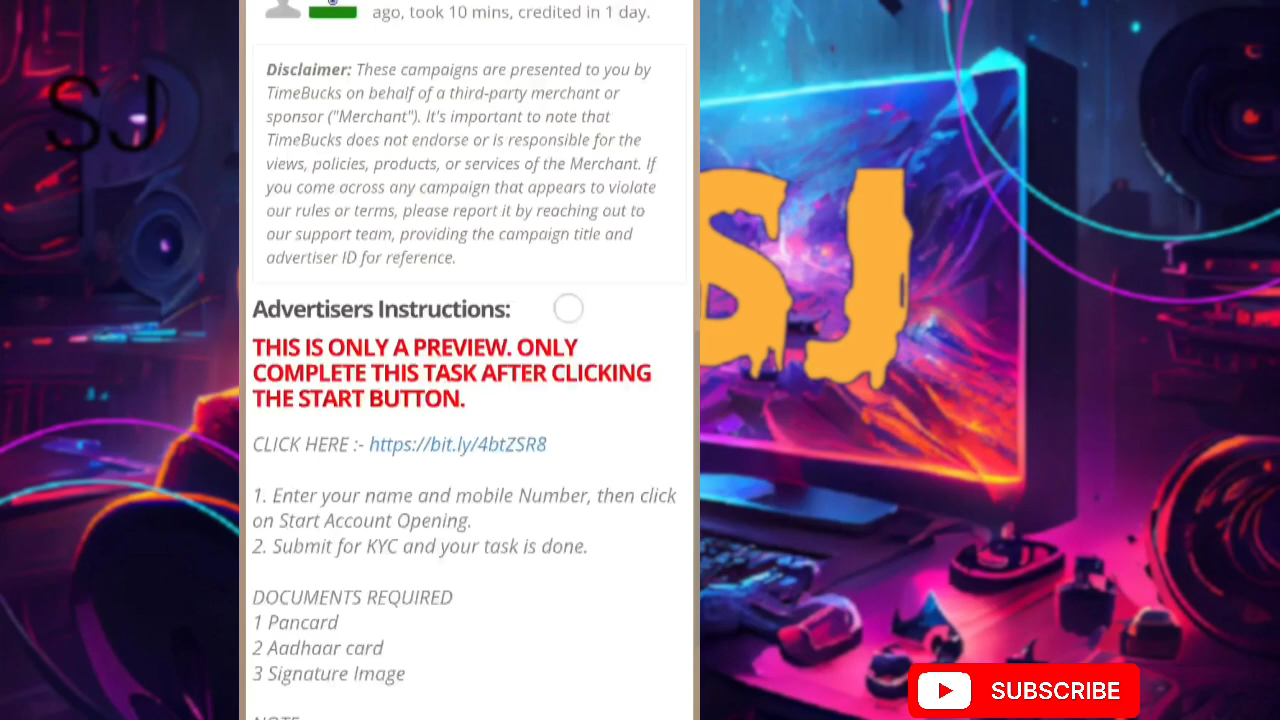 ago, took 10 mins, credited in 1 day.
Disclaimer: These campaigns are presented to you by
TimeBucks on behalf of a third-party merchant or
sponsor ("Merchant"). It's important to note that
TimeBucks does not endorse or is responsible for the
views, policies, products, or services of the Merchant. If
you come across any campaign that appears to violate
our rules or terms, please report it by reaching out to
our support team, providing the campaign title and
advertiser ID for reference.
Advertisers Instructions:
THIS IS ONLY A PREVIEW. ONLY
COMPLETE THIS TASK AFTER CLICKING
THE START BUTTON.
CLICK HERE :- https://bit.ly/4btZSR8
1. Enter your name and mobile Number, then click
on Start Account Opening.
2. Submit for KYC and your task is done.
DOCUMENTS REQUIRED
1 Pancard
2 Aadhaar card
3 Signature Image
SJ
SJ
SUBSCRIBE